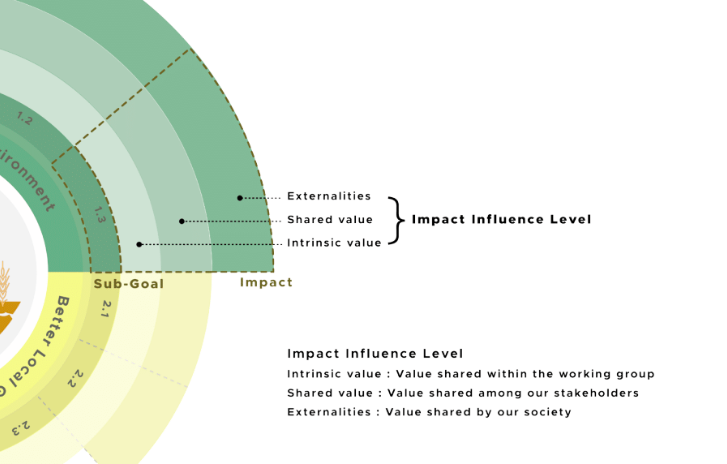 1.2
ironment
1.3
Externalities
Shared value
Intrinsic value
Impact Influence Level
Sub-Goal
Impact
2.1
Better Local
2.2
2.3
Impact Influence Level
Intrinsic value : Value shared within the working group
Shared value : Value shared among our stakeholders
Externalities : Value shared by our society